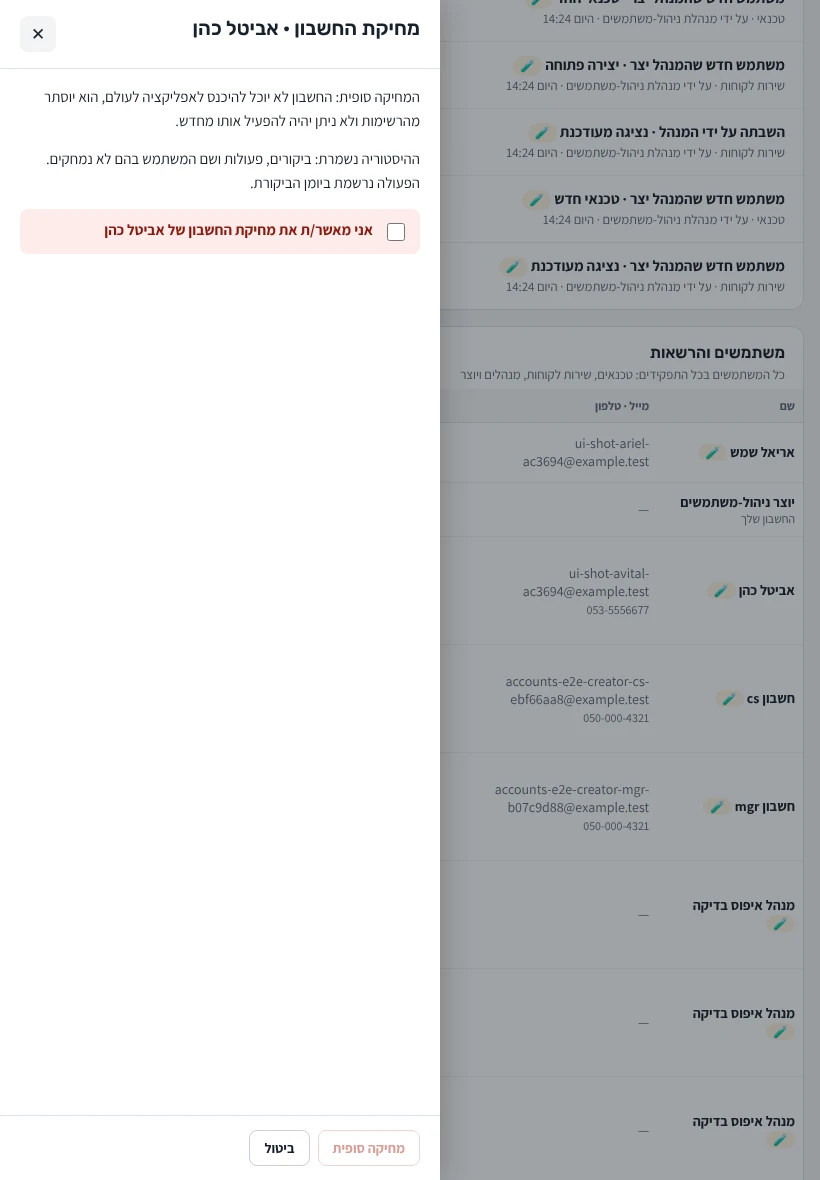 מחיקת החשבון • אביטל כהן
✕
המחיקה סופית: החשבון לא יוכל להיכנס לאפליקציה לעולם, הוא יוסתר
מהרשימות ולא ניתן יהיה להפעיל אותו מחדש.
ההיסטוריה נשמרת: ביקורים, פעולות ושם המשתמש בהם לא נמחקים.
הפעולה נרשמת ביומן הביקורת.
אני מאשר/ת את מחיקת החשבון של אביטל כהן
מחיקה סופית
ביטול
טכנאי · על ידי מנהלת ניהול-משתמשים · היום 14:24
משתמש חדש שהמנהל יצר · יצירה פתוחה
שירות לקוחות · על ידי מנהלת ניהול-משתמשים · היום 14:24
השבתה על ידי המנהל · נציגה מעודכנת
שירות לקוחות · על ידי מנהלת ניהול-משתמשים · היום 14:24
משתמש חדש שהמנהל יצר · טכנאי חדש
טכנאי · על ידי מנהלת ניהול-משתמשים · היום 14:24
משתמש חדש שהמנהל יצר · נציגה מעודכנת
שירות לקוחות · על ידי מנהלת ניהול-משתמשים · היום 14:24
משתמשים והרשאות
כל המשתמשים בכל התפקידים: טכנאים, שירות לקוחות, מנהלים ויוצר
שם
מייל · טלפון
אריאל שמש
ui-shot-ariel-
ac3694@example.test
יוצר ניהול-משתמשים
החשבון שלך
—
אביטל כהן
ui-shot-avital-
ac3694@example.test
053-5556677
חשבון cs
accounts-e2e-creator-cs-
ebf66aa8@example.test
050-000-4321
חשבון mgr
accounts-e2e-creator-mgr-
b07c9d88@example.test
050-000-4321
מנהל איפוס בדיקה
—
מנהל איפוס בדיקה
—
מנהל איפוס בדיקה
—